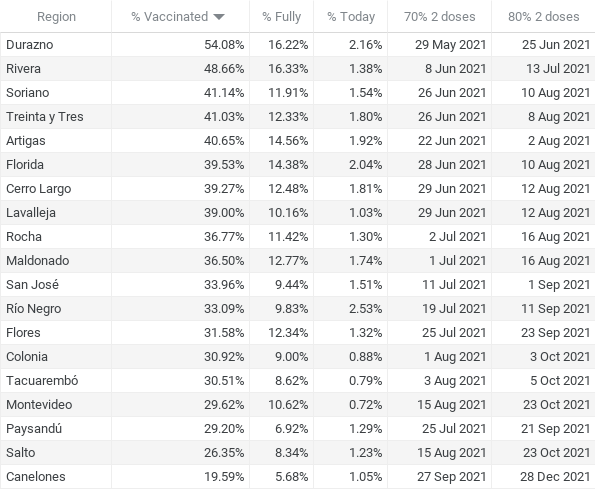 Region % Vaccinated % Fully % Today 70% 2 doses 80% 2 doses
Durazno 54.08% 16.22% 2.16% 29 May 2021 25 Jun 2021
Rivera 48.66% 16.33% 1.38% 8 Jun 2021 13 Jul 2021
Soriano 41.14% 11.91% 1.54% 26 Jun 2021 10 Aug 2021
Treinta y Tres 41.03% 12.33% 1.80% 26 Jun 2021 8 Aug 2021
Artigas 40.65% 14.56% 1.92% 22 Jun 2021 2 Aug 2021
Florida 39.53% 14.38% 2.04% 28 Jun 2021 10 Aug 2021
Cerro Largo 39.27% 12.48% 1.81% 29 Jun 2021 12 Aug 2021
Lavalleja 39.00% 10.16% 1.03% 29 Jun 2021 12 Aug 2021
Rocha 36.77% 11.42% 1.30% 2 Jul 2021 16 Aug 2021
Maldonado 36.50% 12.77% 1.74% 1 Jul 2021 16 Aug 2021
San José 33.96% 9.44% 1.51% 11 Jul 2021 1 Sep 2021
Río Negro 33.09% 9.83% 2.53% 19 Jul 2021 11 Sep 2021
Flores 31.58% 12.34% 1.32% 25 Jul 2021 23 Sep 2021
Colonia 30.92% 9.00% 0.88% 1 Aug 2021 3 Oct 2021
Tacuarembó 30.51% 8.62% 0.79% 3 Aug 2021 5 Oct 2021
Montevideo 29.62% 10.62% 0.72% 15 Aug 2021 23 Oct 2021
Paysandú 29.20% 6.92% 1.29% 25 Jul 2021 21 Sep 2021
Salto 26.35% 8.34% 1.23% 15 Aug 2021 23 Oct 2021
Canelones 19.59% 5.68% 1.05% 27 Sep 2021 28 Dec 2021